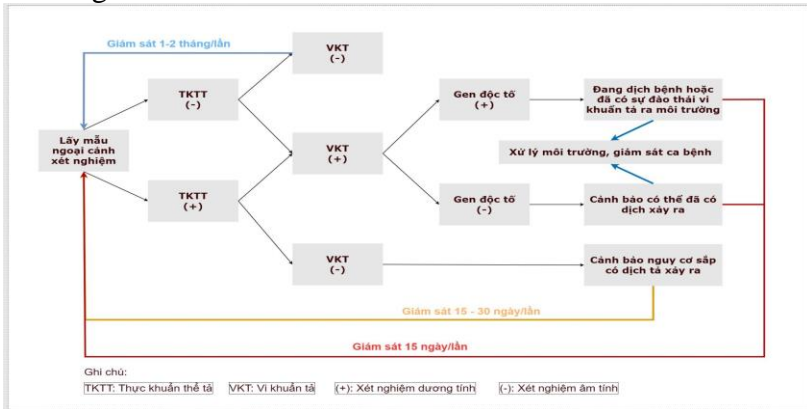 Giám sát 1-2 tháng/lần
VKT
(-)
TKTT
(-)
Gen độc tố
(+)
Đang dịch bệnh hoặc
đã có sự đào thải vi
khuẩn tả ra môi trường
Lấy mẫu
ngoại cảnh
xét nghiệm
VKT
(+)
Xử lý môi trường, giám sát ca bệnh
TKTT
(+)
Gen độc tố
(-)
Cảnh báo có thể đã có
dịch xảy ra
VKT
(-)
Cảnh báo nguy cơ sắp
có dịch tả xảy ra
Giám sát 15 - 30 ngày/lần
Giám sát 15 ngày/lần
Ghi chú:
TKTT: Thực khuẩn thể tả VKT: Vi khuẩn tả (+): Xét nghiệm dương tính (-): Xét nghiệm âm tính